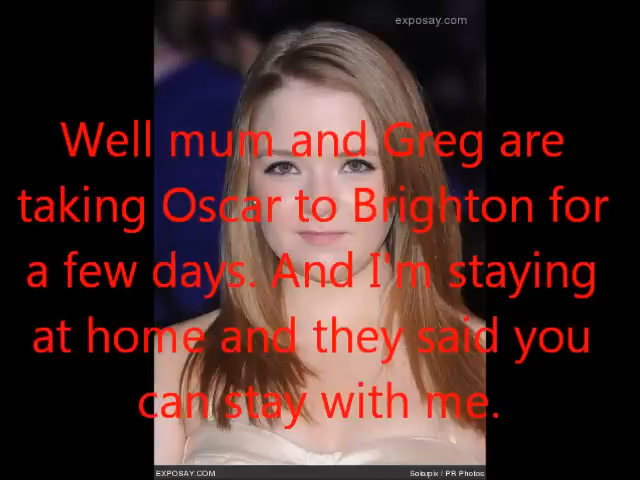 exposay.com
Well mum and Greg are
taking Oscar to Brighton for
a few days. And I'm staying
at home and they said you
can stay with me.
EXPOSAY.COM Solarpix / PR Photos